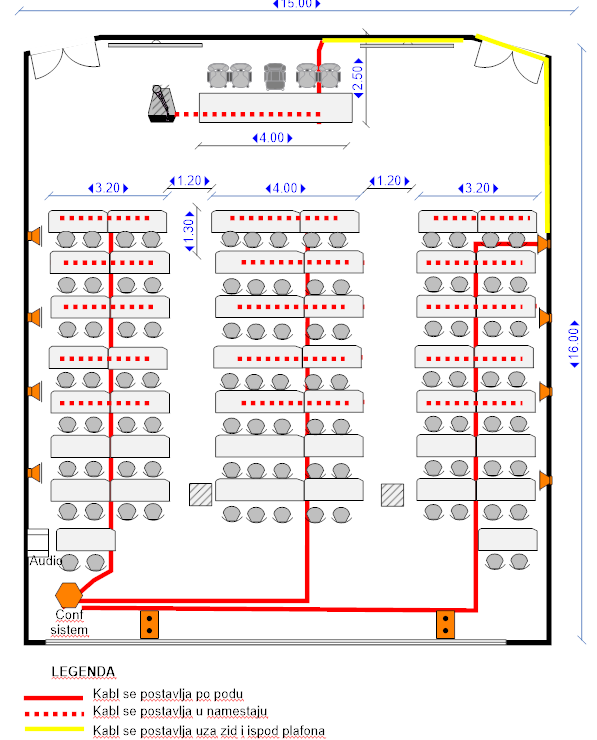 15.00
2.50
4.00
3.20
1.20
4.00
1.20
3.20
1.30
16.00
Audio
Conf
sistem
LEGENDA
Kabl se postavlja po podu
Kabl se postavlja u namestaju
Kabl se postavlja uza zid i ispod plafona